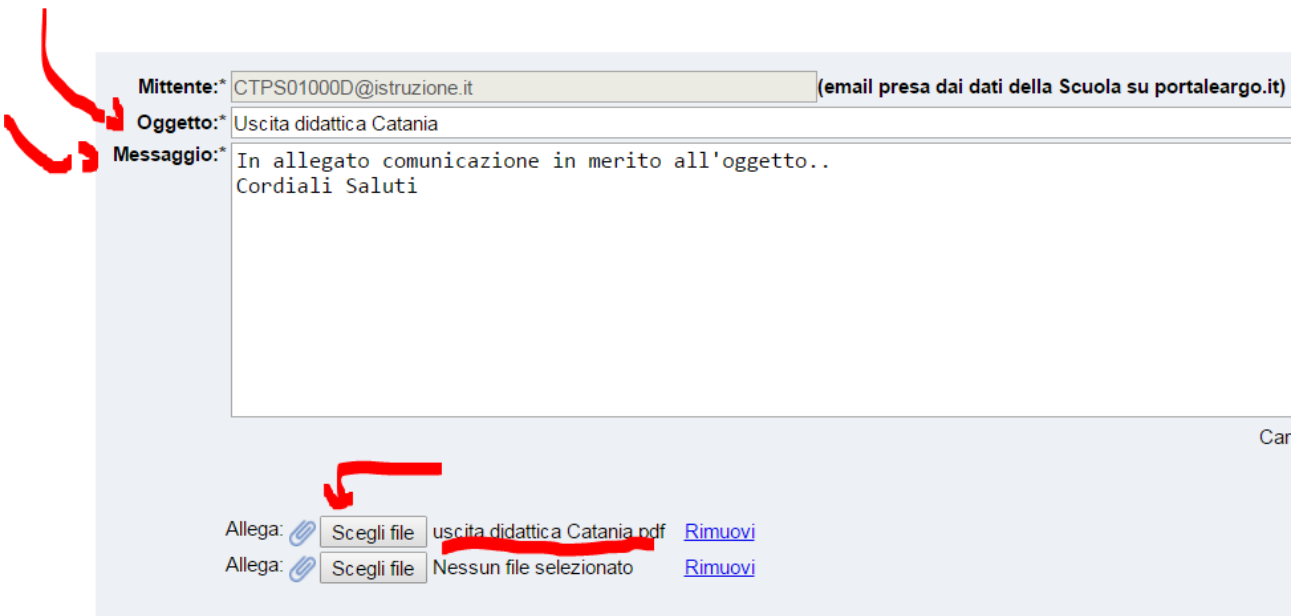 Mittente:* CTPS01000D@istruzione.it (email presa dai dati della Scuola su portaleargo.it)
Oggetto:* Uscita didattica Catania
Messaggio:* In allegato comunicazione in merito all'oggetto..
Cordiali Saluti
Car
Allega: Scegli file uscita didattica Catania.pdf Rimuovi
Allega: Scegli file Nessun file selezionato Rimuovi